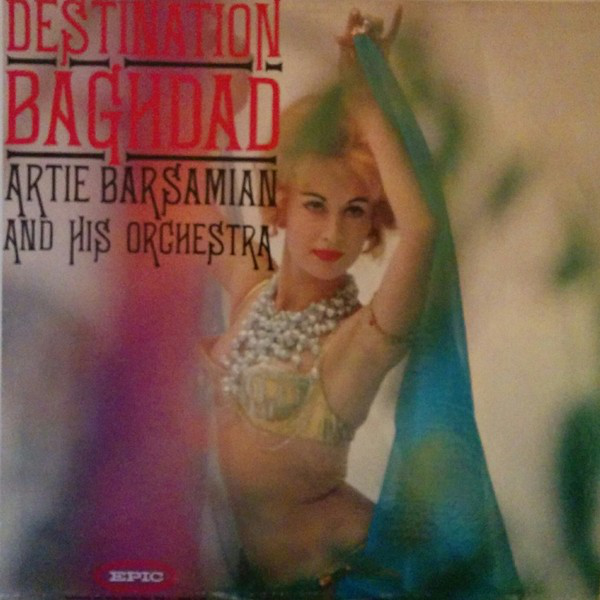 DESTINATION
BAGHDAD
ARTIE BARSAMIAN
AND HIS ORCHESTRA
EPIC